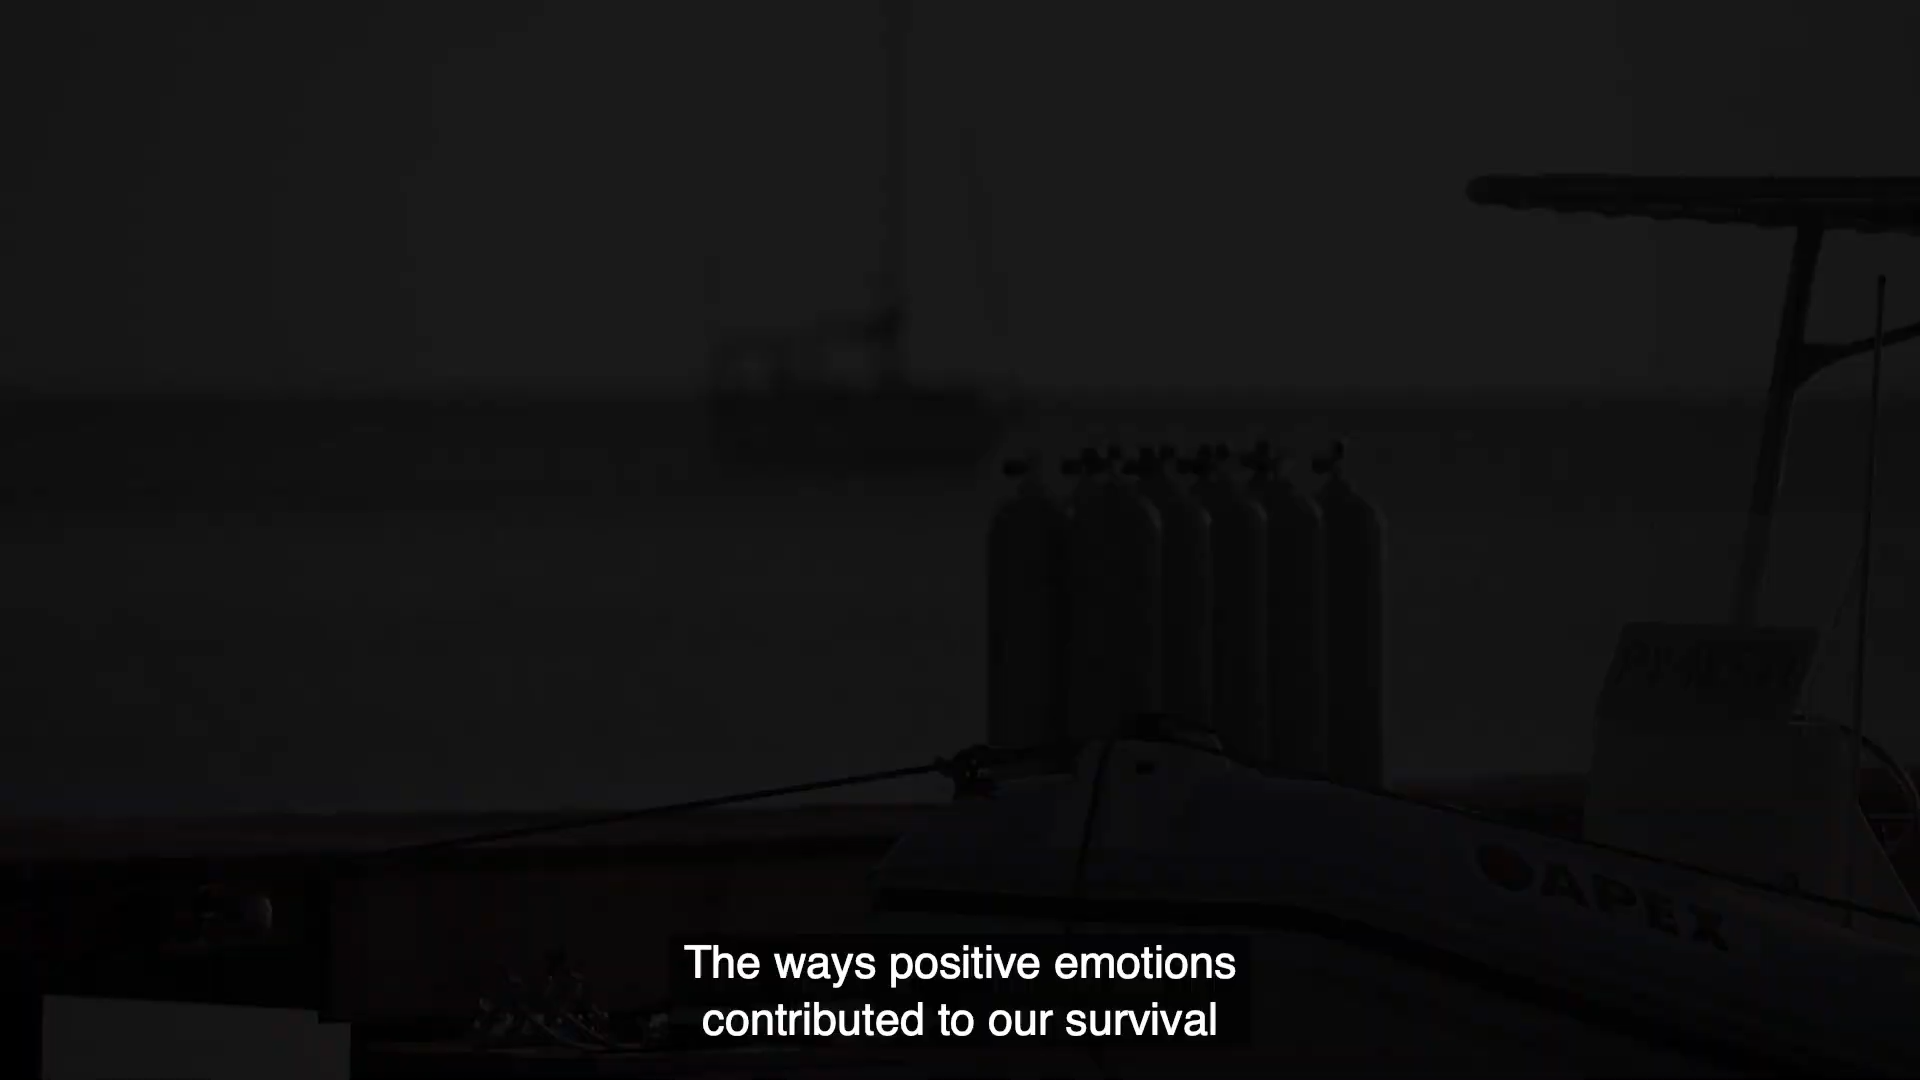 APEX
The ways positive emotions
contributed to our survival